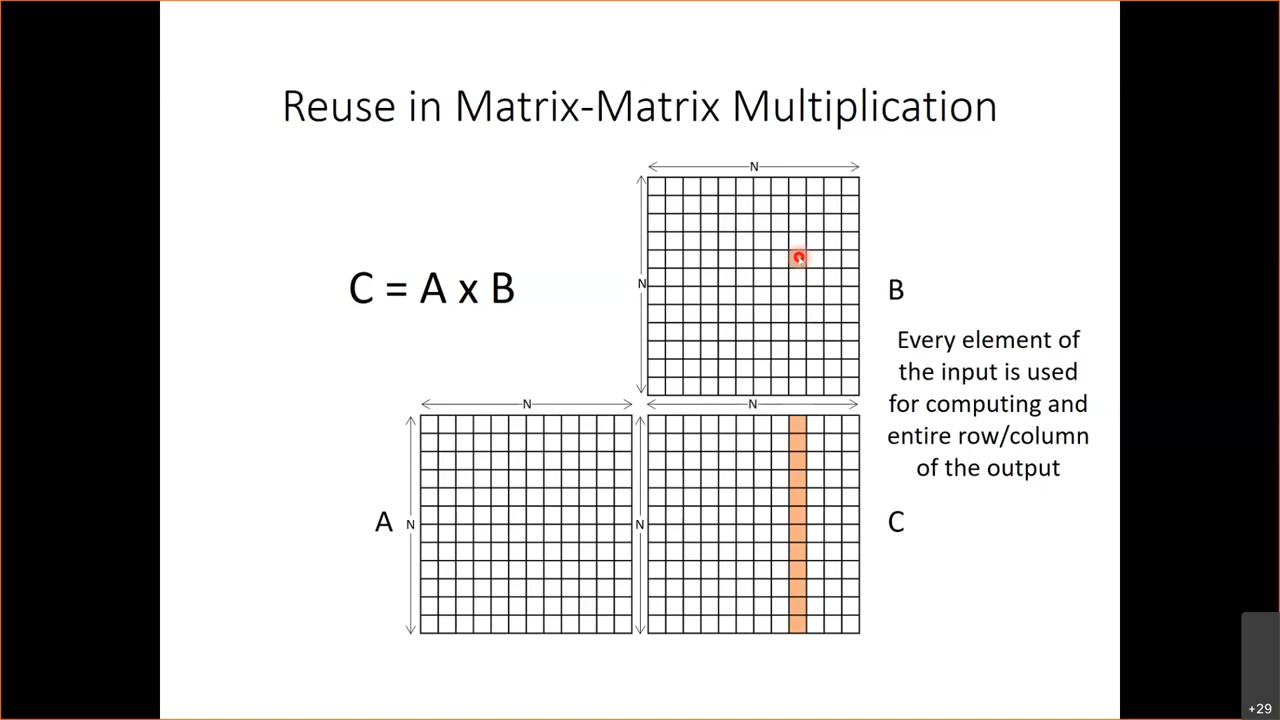 Reuse in Matrix-Matrix Multiplication
N
C = A x B
N
B
Every element of
the input is used
for computing and
entire row/column
of the output
N
N
A
N
N
C
+29